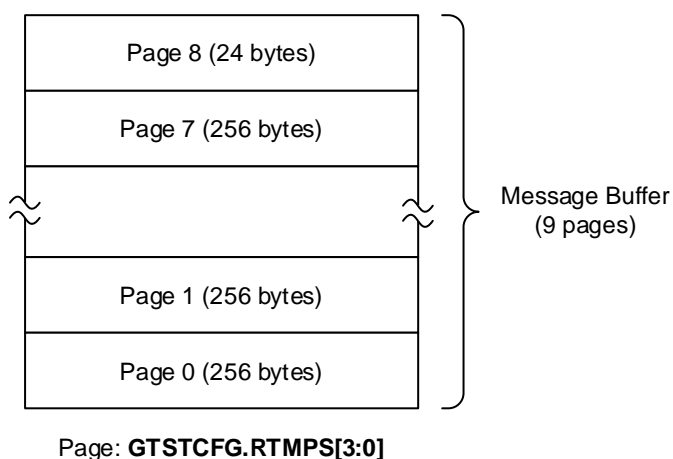 Page 8 (24 bytes)
Page 7 (256 bytes)
Message Buffer
(9 pages)
Page 1 (256 bytes)
Page 0 (256 bytes)
Page: GTSTCFG.RTMPS[3:0]